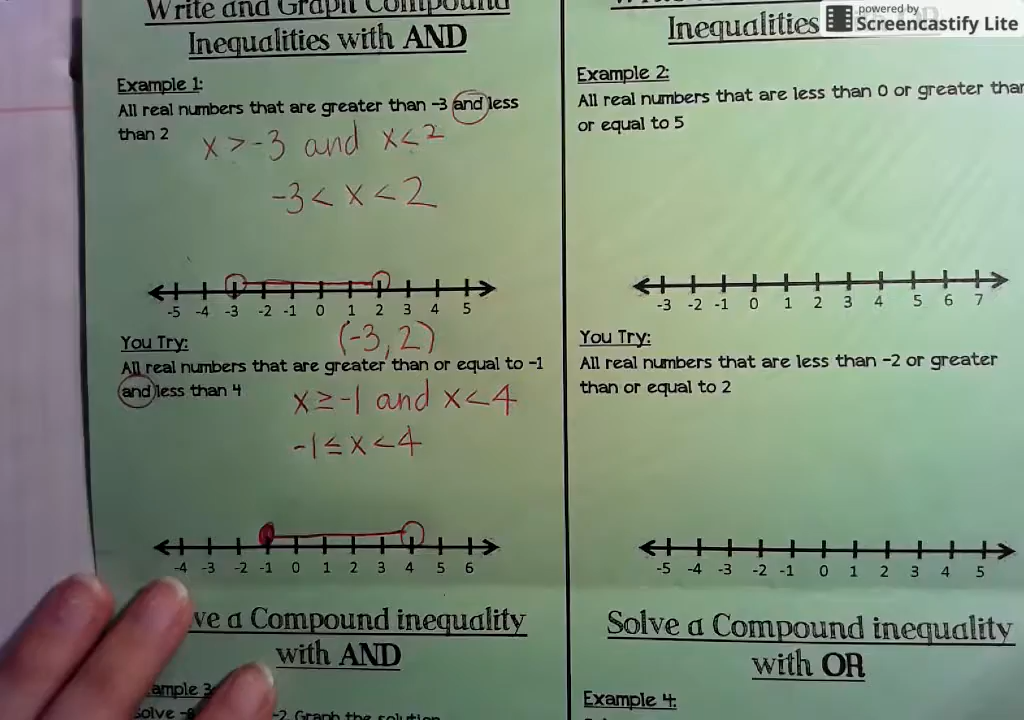 Write and Graph Compound
Inequalities with AND
Example 1:
All real numbers that are greater than -3 and less
than 2
x > -3 and x < 2
-3 < x < 2
-5 -4 -3 -2 -1 0 1 2 3 4 5
(-3, 2)
You Try:
All real numbers that are greater than or equal to -1
and less than 4
x ≥ -1 and x < 4
-1 ≤ x < 4
-4 -3 -2 -1 0 1 2 3 4 5 6
ve a Compound inequality
with AND
ample 3
olve
-2. Graph the solution
Inequalities
powered by
Screencastify Lite
Example 2:
All real numbers that are less than 0 or greater than
or equal to 5
-3 -2 -1 0 1 2 3 4 5 6 7
You Try:
All real numbers that are less than -2 or greater
than or equal to 2
-5 -4 -3 -2 -1 0 1 2 3 4 5
Solve a Compound inequality
with OR
Example 4: